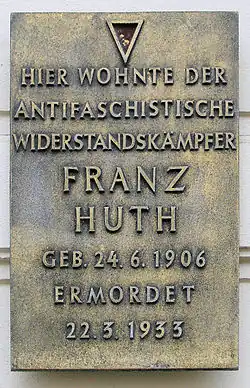 HIER WOHNTE DER
ANTIFASCHISTISCHE
WIDERSTANDSKÄMPFER
FRANZ
HUTH
GEB. 24. 6. 1906
ERMORDET
22. 3. 1933